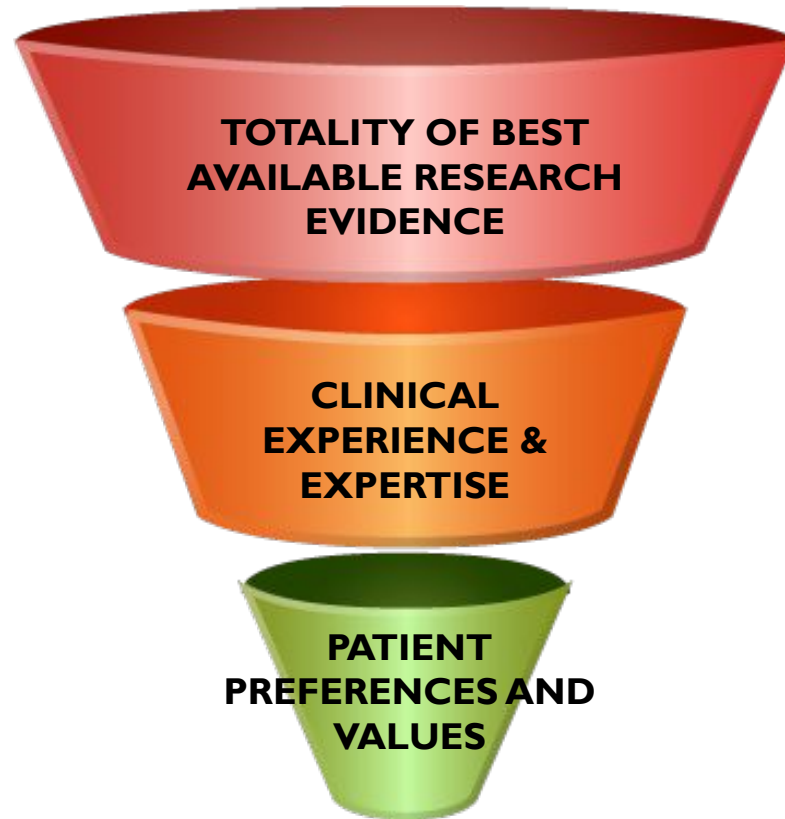 TOTALITY OF BEST
AVAILABLE RESEARCH
EVIDENCE
CLINICAL
EXPERIENCE &
EXPERTISE
PATIENT
PREFERENCES AND
VALUES